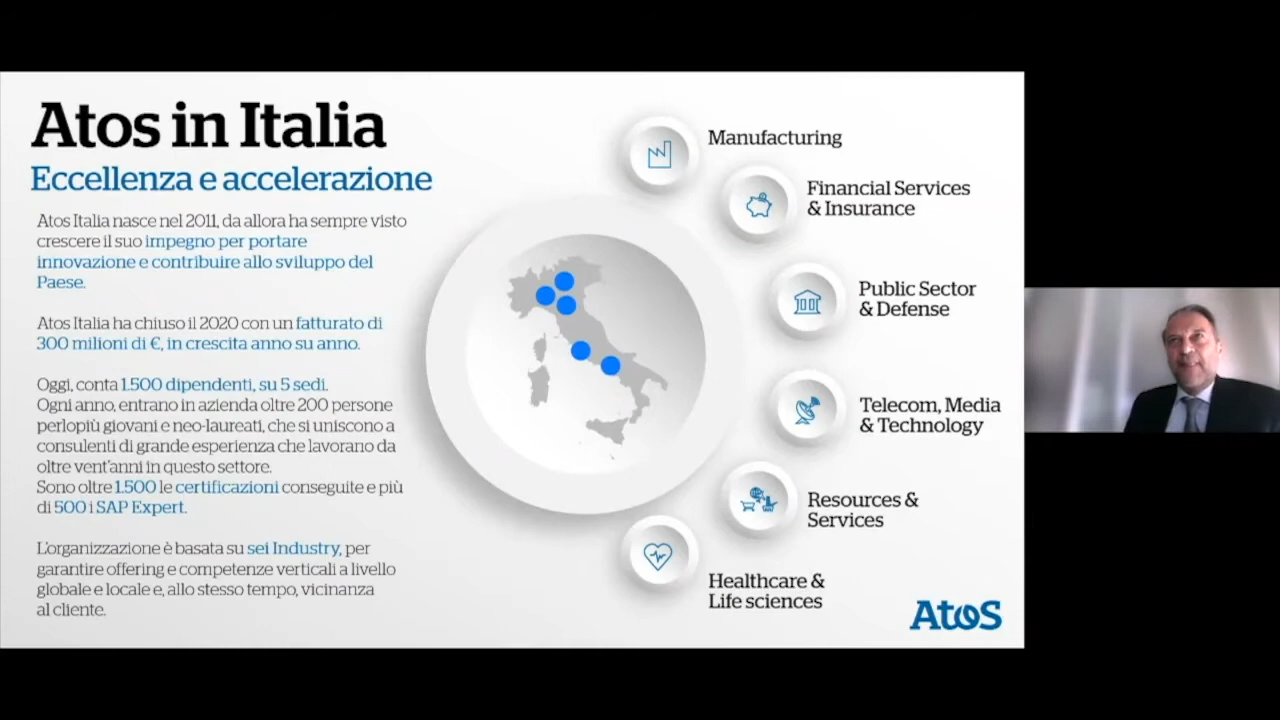 Atos in Italia
Eccellenza e accelerazione
Atos Italia nasce nel 2011, da allora ha sempre visto
crescere il suo impegno per portare
innovazione e contribuire allo sviluppo del
Paese.
Atos Italia ha chiuso il 2020 con un fatturato di
300 milioni di €, in crescita anno su anno.
Oggi, conta 1.500 dipendenti, su 5 sedi.
Ogni anno, entrano in azienda oltre 200 persone
perlopiù giovani e neo-laureati, che si uniscono a
consulenti di grande esperienza che lavorano da
oltre vent'anni in questo settore.
Sono oltre 1.500 le certificazioni conseguite e più
di 500 i SAP Expert.
L'organizzazione è basata su sei Industry, per
garantire offering e competenze verticali a livello
globale e locale e, allo stesso tempo, vicinanza
al cliente.
Manufacturing
Financial Services
& Insurance
Public Sector
& Defense
Telecom, Media
& Technology
Resources &
Services
Healthcare &
Life sciences
Atos